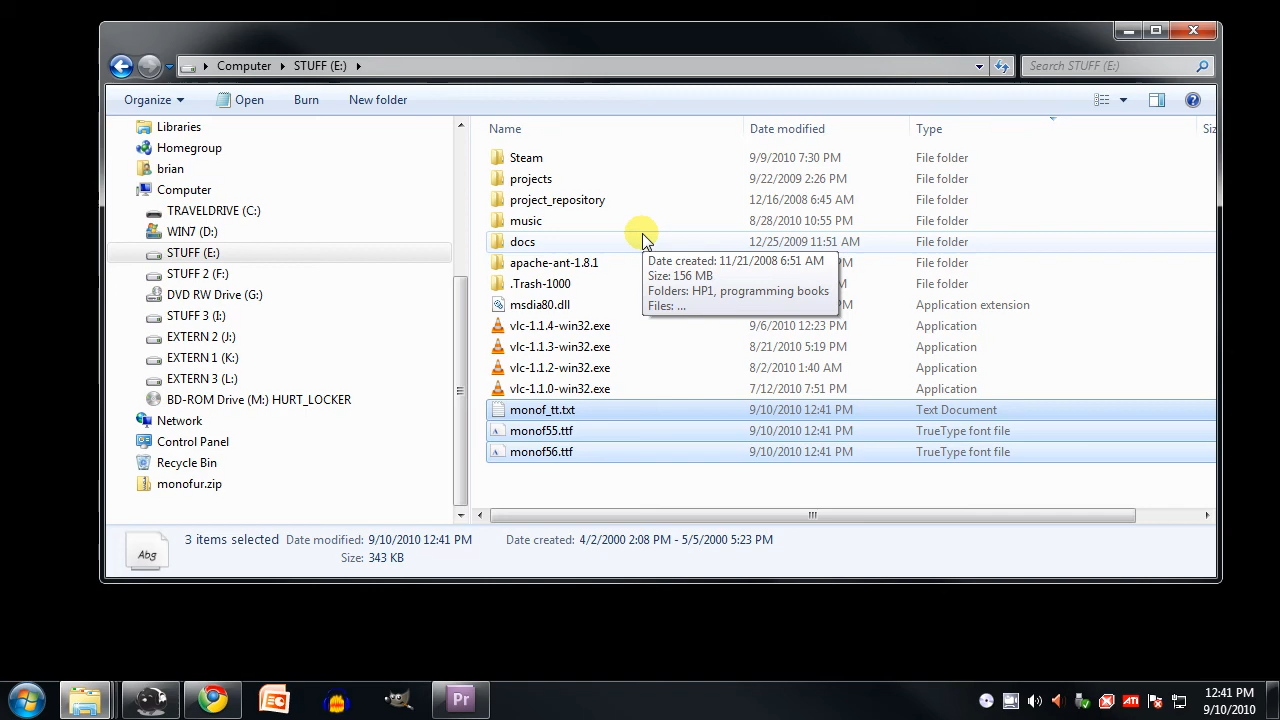 Computer STUFF (E:) Search STUFF (E:)
Organize Open Burn New folder
Libraries
Homegroup
brian
Computer
TRAVELDRIVE (C:)
WIN7 (D:)
STUFF (E:)
STUFF 2 (F:)
DVD RW Drive (G:)
STUFF 3 (I:)
EXTERN 2 (J:)
EXTERN 1 (K:)
EXTERN 3 (L:)
BD-ROM Drive (M:) HURT_LOCKER
Network
Control Panel
Recycle Bin
monofur.zip
Name Date modified Type Siz
Steam 9/9/2010 7:30 PM File folder
projects 9/22/2009 2:26 PM File folder
project_repository 12/16/2008 6:45 AM File folder
music 8/28/2010 10:55 PM File folder
docs 12/25/2009 11:51 AM File folder
apache-ant-1.8.1 File folder
.Trash-1000 File folder
msdia80.dll Application extension
vlc-1.1.4-win32.exe 9/6/2010 12:23 PM Application
vlc-1.1.3-win32.exe 8/21/2010 5:19 PM Application
vlc-1.1.2-win32.exe 8/2/2010 1:40 AM Application
vlc-1.1.0-win32.exe 7/12/2010 7:51 PM Application
monof_tt.txt 9/10/2010 12:41 PM Text Document
monof55.ttf 9/10/2010 12:41 PM TrueType font file
monof56.ttf 9/10/2010 12:41 PM TrueType font file
Date created: 11/21/2008 6:51 AM
Size: 156 MB
Folders: HP1, programming books
Files: ...
Abg
3 items selected Date modified: 9/10/2010 12:41 PM Date created: 4/2/2000 2:08 PM - 5/5/2000 5:23 PM
Size: 343 KB
Pr
ATI
12:41 PM
9/10/2010